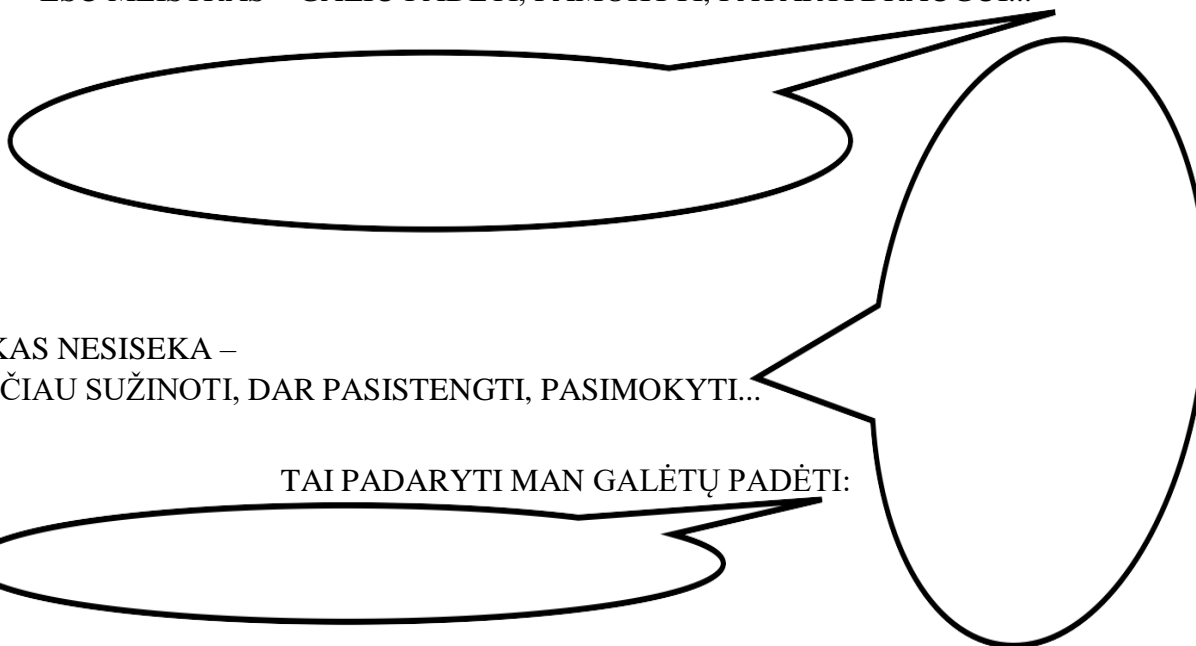 ESU MEISTRAS – GALIU PADĖTI, PAMOKYTI, PATARTI DRAUGUI...
KAS NESISEKA –
ČIAU SUŽINOTI, DAR PASISTENGTI, PASIMOKYTI...
TAI PADARYTI MAN GALĖTŲ PADĖTI: